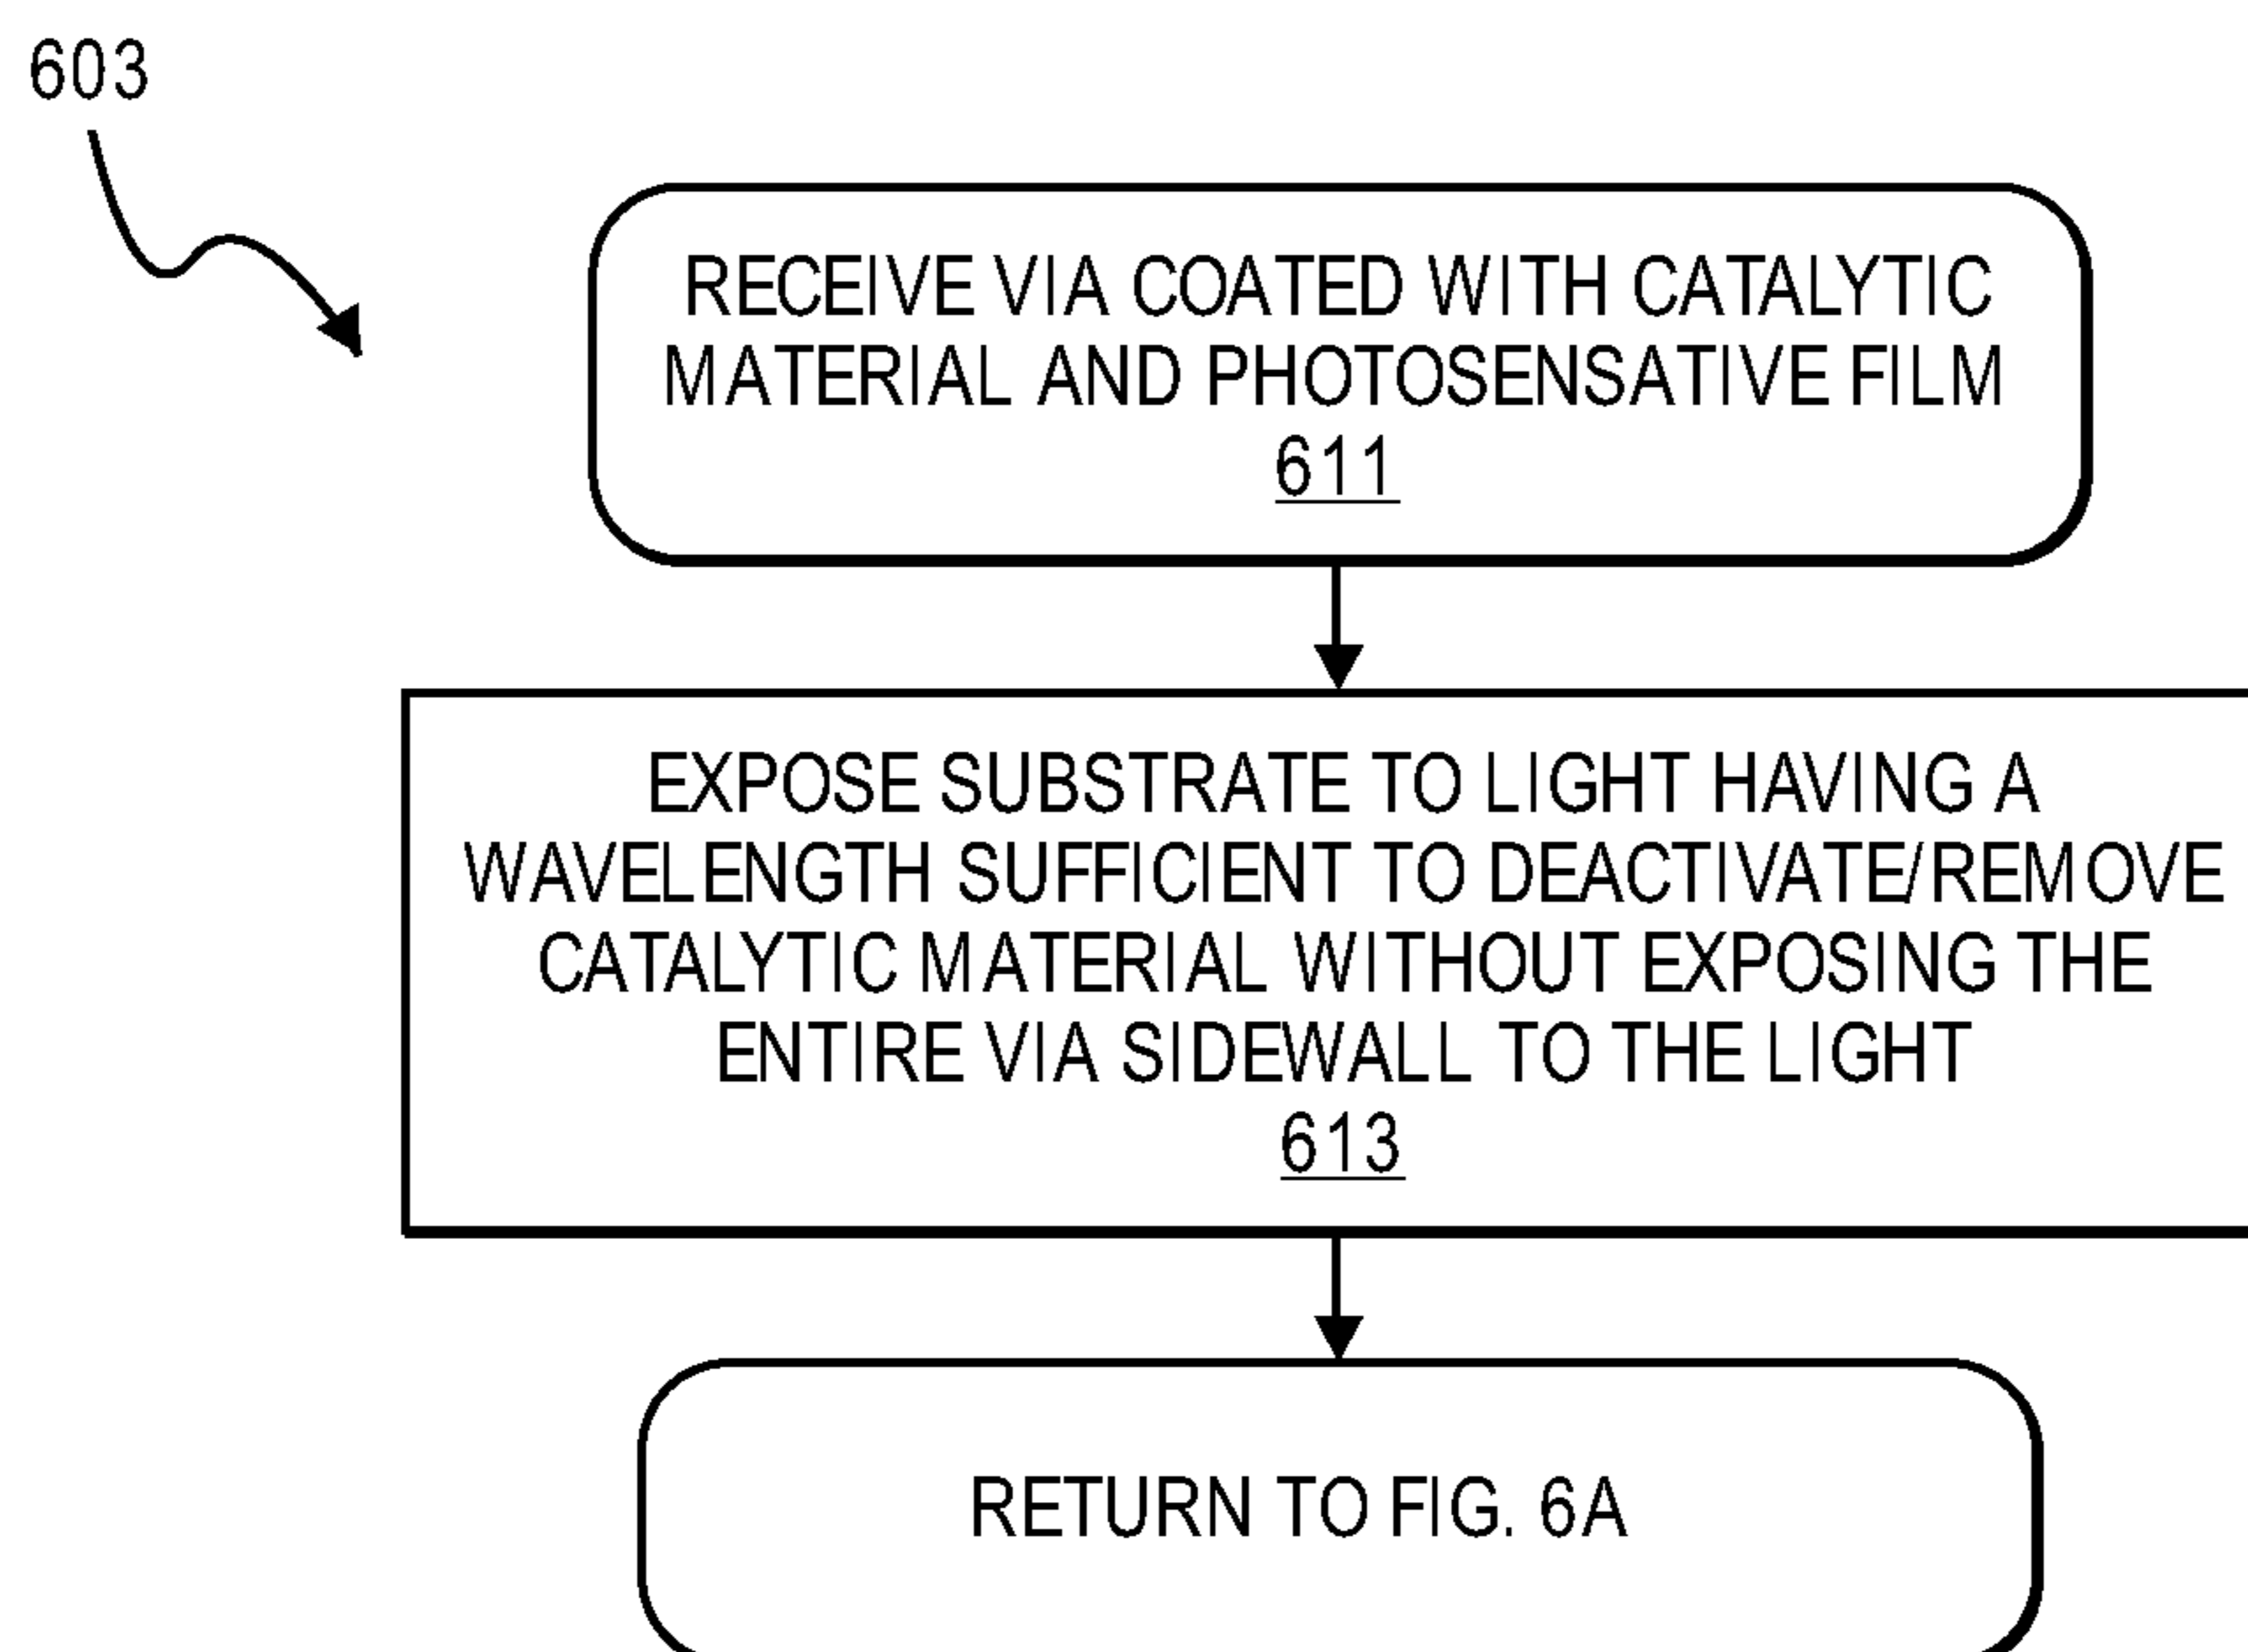 603
RECEIVE VIA COATED WITH CATALYTIC
MATERIAL AND PHOTOSENSATIVE FILM
611
EXPOSE SUBSTRATE TO LIGHT HAVING A
WAVELENGTH SUFFICIENT TO DEACTIVATE/REMOVE
CATALYTIC MATERIAL WITHOUT EXPOSING THE
ENTIRE VIA SIDEWALL TO THE LIGHT
613
RETURN TO FIG. 6A